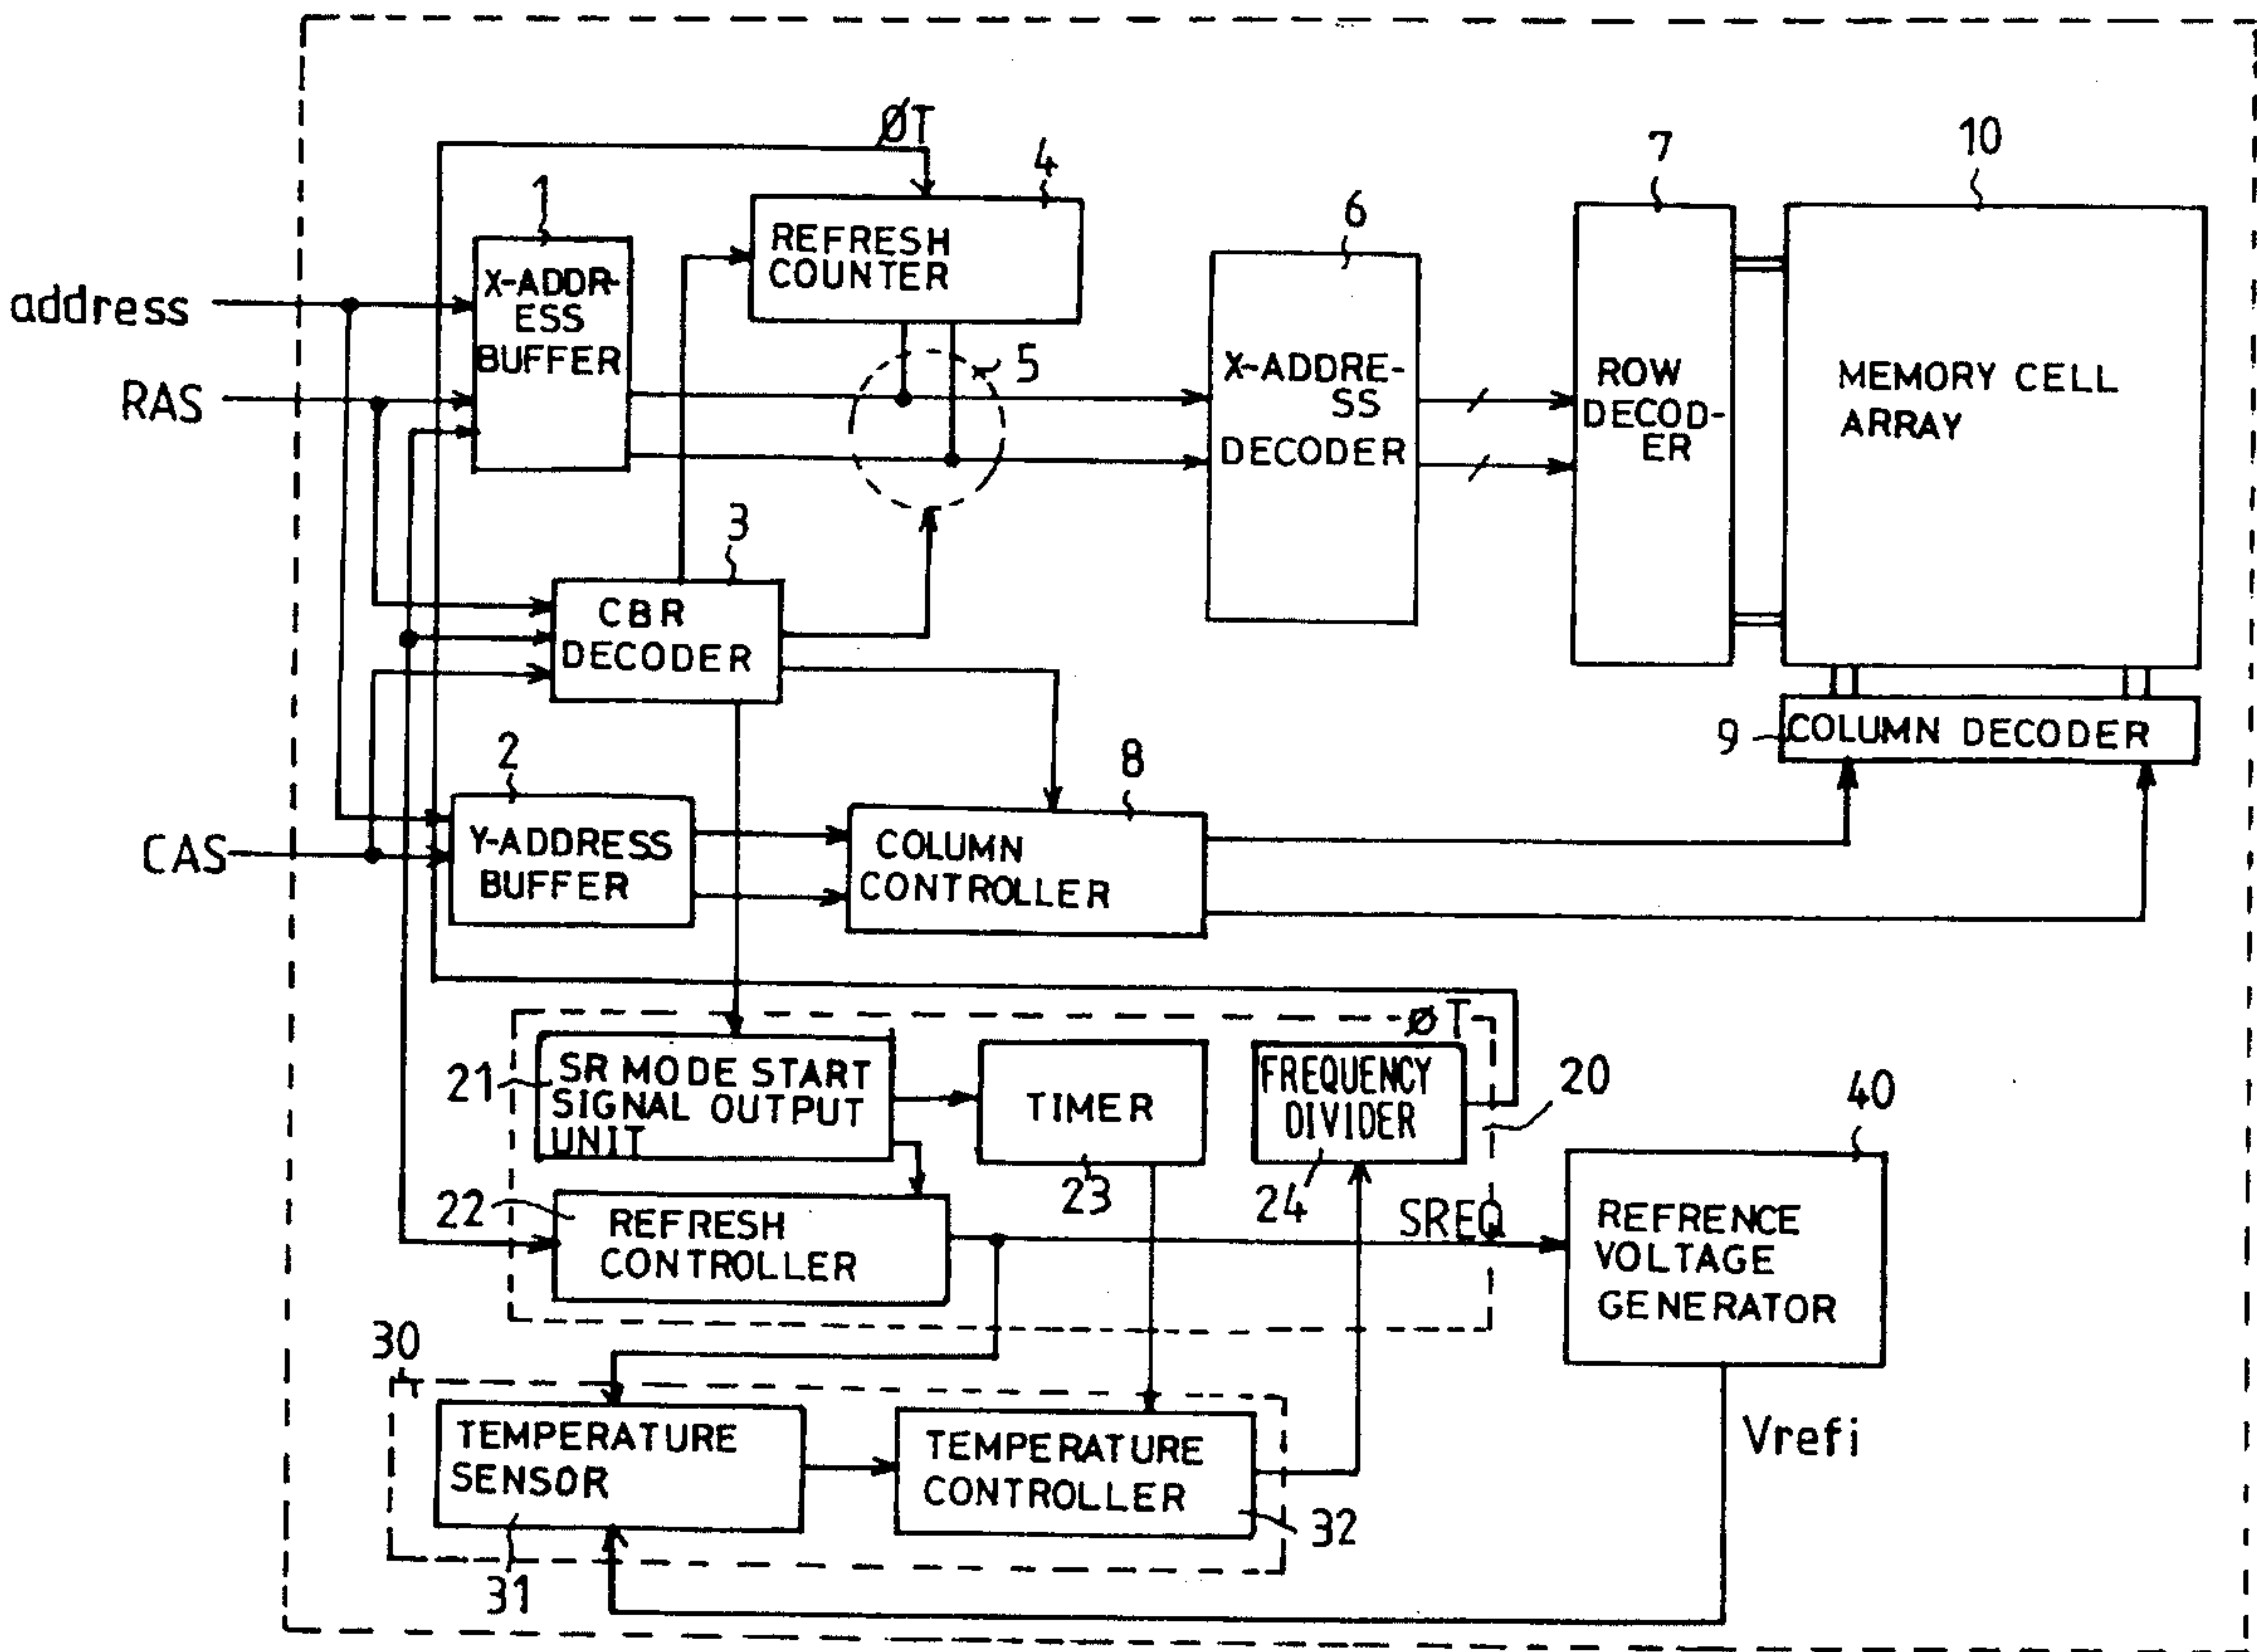 ØT
4
REFRESH
COUNTER
1
X-ADDR-
ESS
BUFFER
address
RAS
5
6
X-ADDRE-
SS
DECODER
7
ROW
DECOD-
ER
10
MEMORY CELL
ARRAY
3
CBR
DECODER
9
COLUMN DECODER
2
Y-ADDRESS
BUFFER
CAS
8
COLUMN
CONTROLLER
ØT
21
SR MODE START
SIGNAL OUTPUT
UNIT
TIMER
23
FREQUENCY
DIVIDER
24
20
22
REFRESH
CONTROLLER
SREQ
40
REFRENCE
VOLTAGE
GENERATOR
30
TEMPERATURE
SENSOR
31
TEMPERATURE
CONTROLLER
32
Vrefi